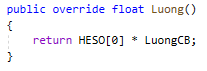 public override float Luong()
{
    return HESO[0] * LuongCB;
}